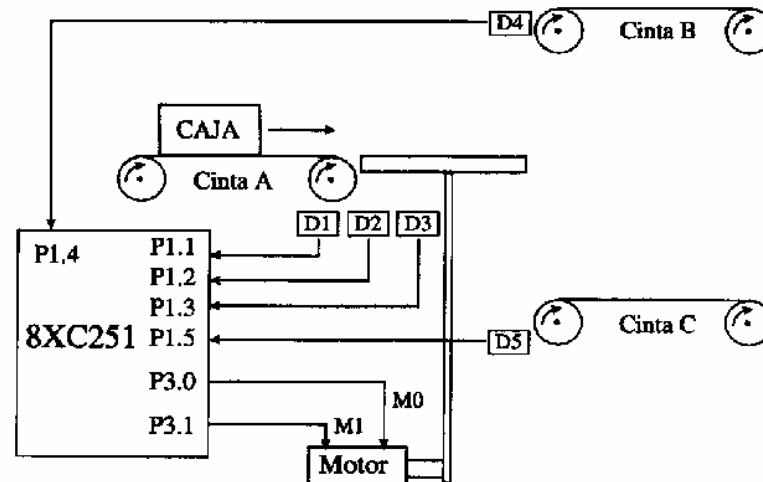 D4
Cinta B
CAJA
Cinta A
D1 D2 D3
P1.4
P1.1
P1.2
P1.3
8XC251
P1.5
D5
Cinta C
P3.0
M0
P3.1
M1
Motor